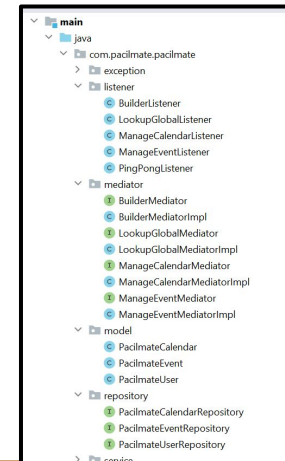 main
java
com.pacilmate.pacilmate
exception
listener
C BuilderListener
C LookupGlobalListener
C ManageCalendarListener
C ManageEventListener
C PingPongListener
mediator
I BuilderMediator
C BuilderMediatorImpl
I LookupGlobalMediator
C LookupGlobalMediatorImpl
I ManageCalendarMediator
C ManageCalendarMediatorImpl
I ManageEventMediator
C ManageEventMediatorImpl
model
C PacilmateCalendar
C PacilmateEvent
C PacilmateUser
repository
I PacilmateCalendarRepository
I PacilmateEventRepository
I PacilmateUserRepository
service